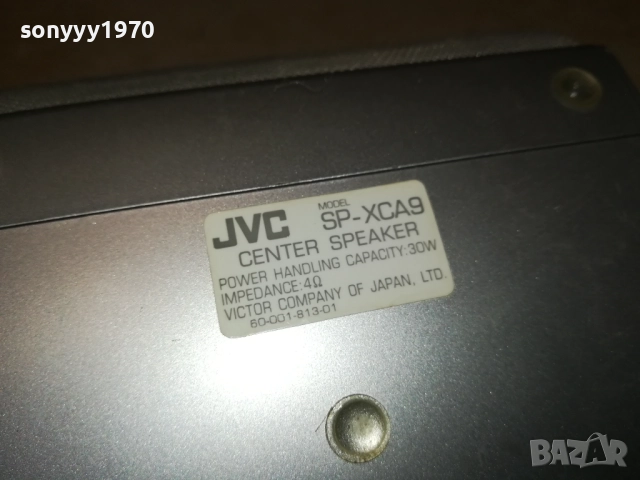 sonyyy1970
JVC MODEL SP-XCA9
CENTER SPEAKER
POWER HANDLING CAPACITY:30W
IMPEDANCE:4Ω
VICTOR COMPANY OF JAPAN, LTD.
60-001-813-01
BAZAR